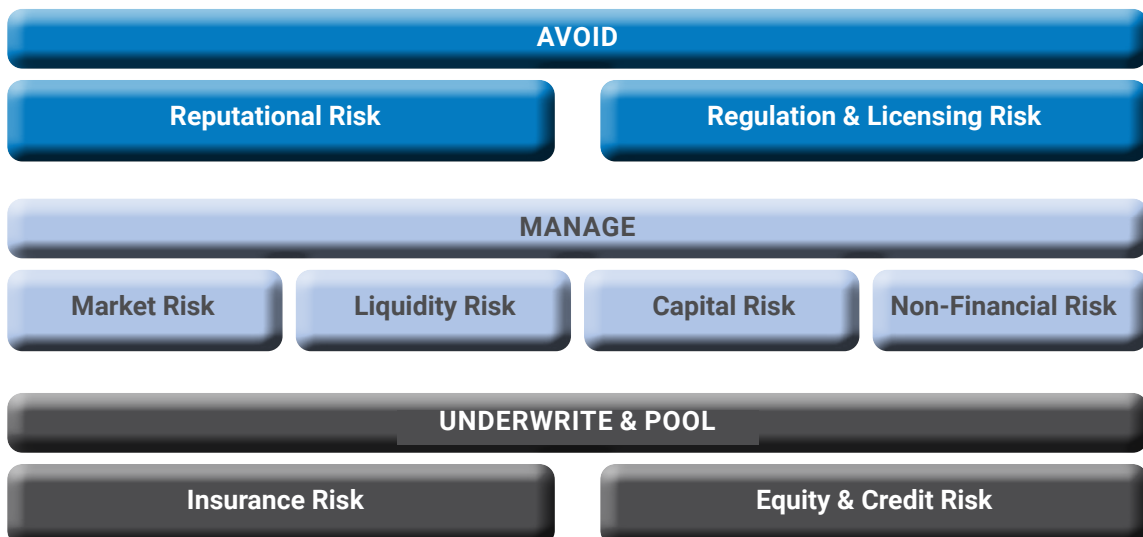 AVOID
Reputational Risk
Regulation & Licensing Risk
MANAGE
Market Risk
Liquidity Risk
Capital Risk
Non-Financial Risk
UNDERWRITE & POOL
Insurance Risk
Equity & Credit Risk